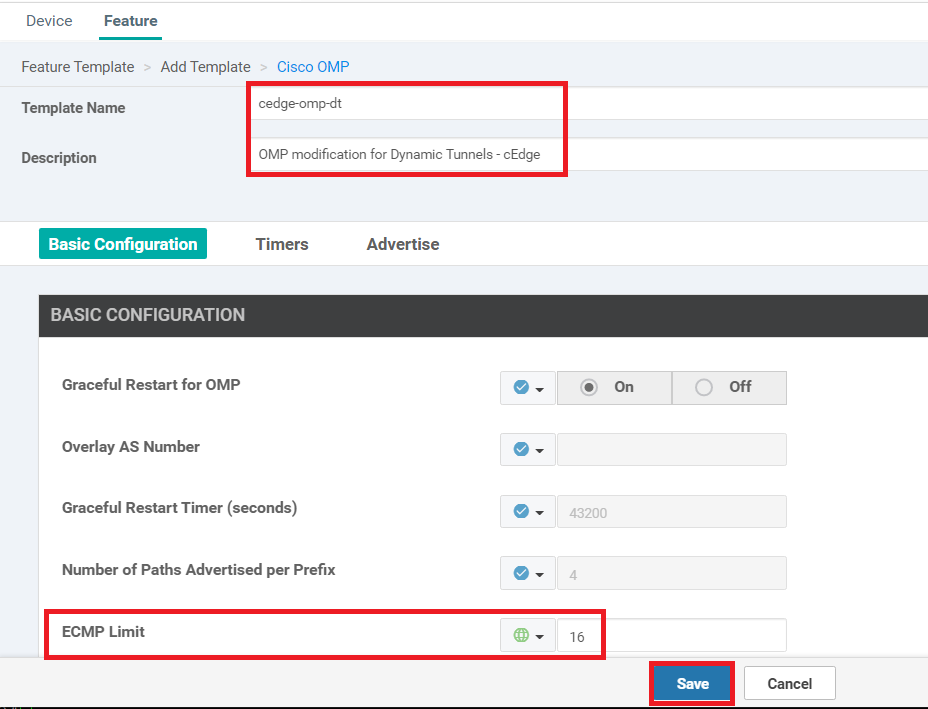 Device Feature
Feature Template > Add Template > Cisco OMP
Template Name cedge-omp-dt
Description OMP modification for Dynamic Tunnels - cEdge
Basic Configuration Timers Advertise
BASIC CONFIGURATION
Graceful Restart for OMP On Off
Overlay AS Number
Graceful Restart Timer (seconds) 43200
Number of Paths Advertised per Prefix 4
ECMP Limit 16
Save Cancel